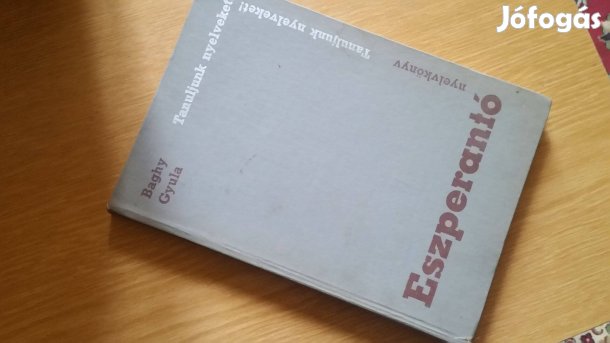 Jófogás
Baghy
Gyula
Tanuljunk nyelveket!
Tanuljunk nyelveket!
nyelvkönyv
Eszperantó